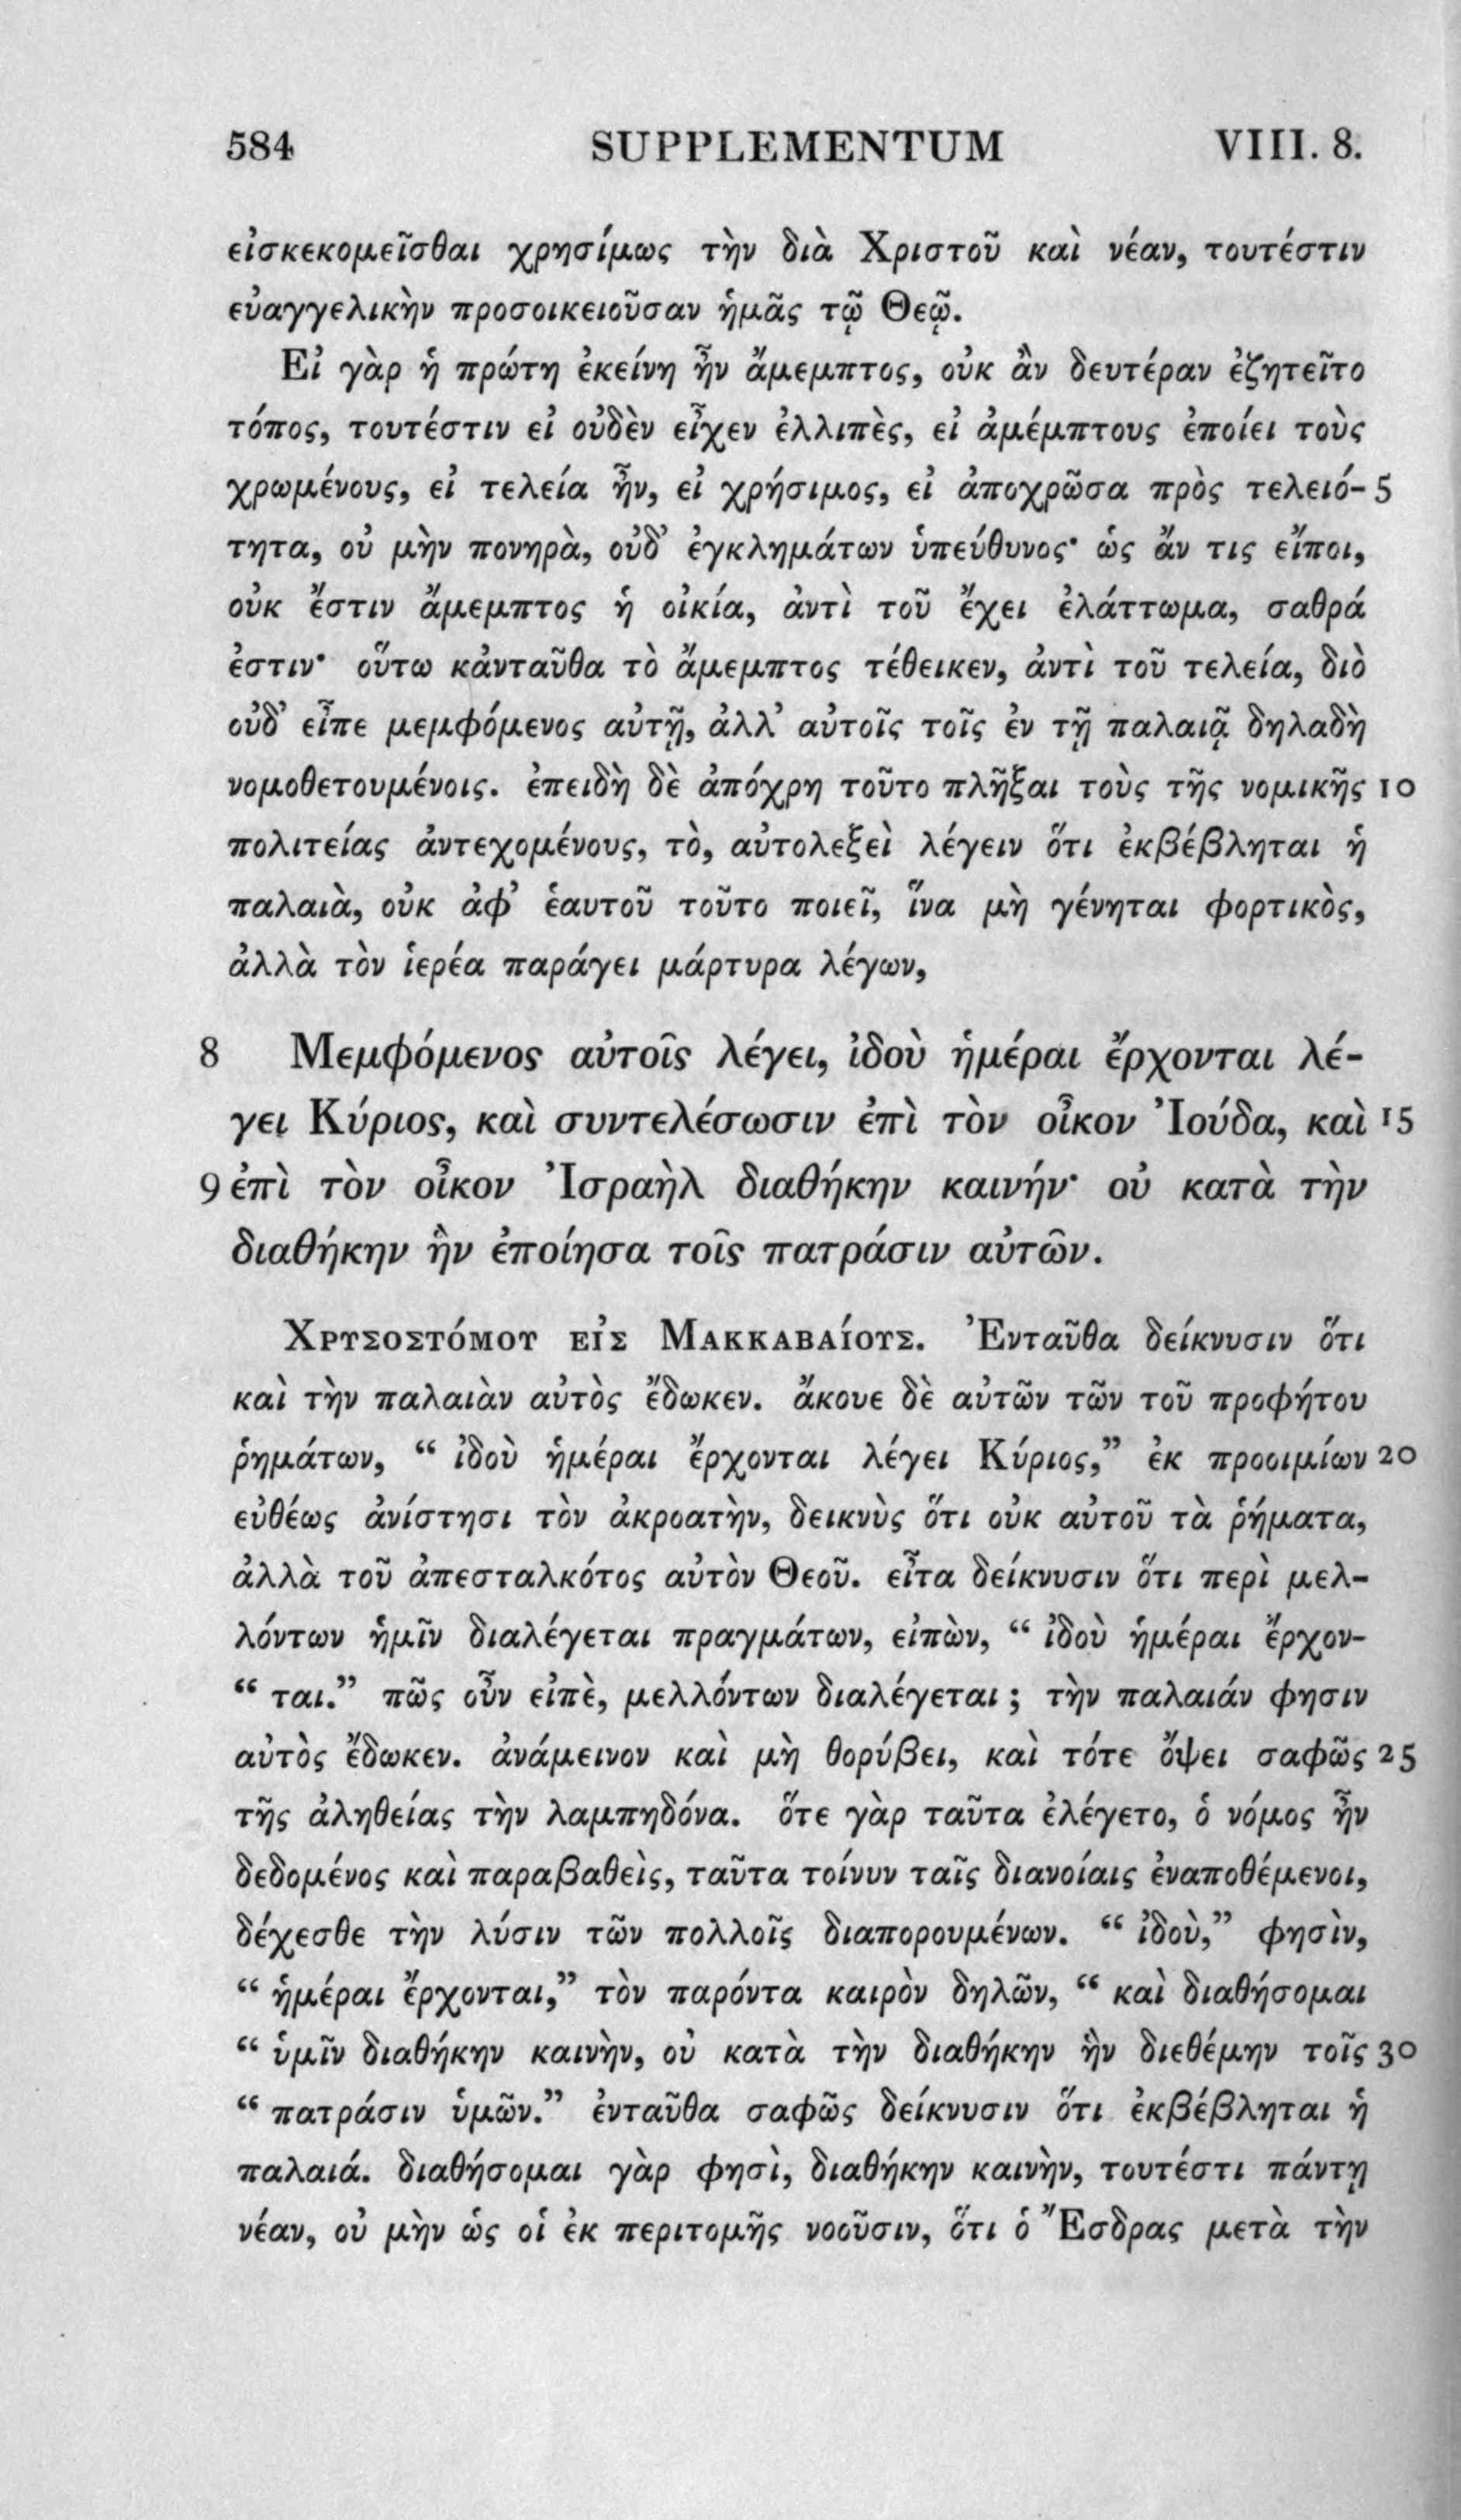 584 SUPPLEMENTUM VIII. 8.
εἰσκεκομεῖσθαι χρησίμως τὴν διὰ Χριστοῦ καὶ νέαν, τουτέστιν
εὐαγγελικὴν προσοικειοῦσαν ἡμᾶς τῷ Θεῷ.
Εἰ γὰρ ἡ πρώτη ἐκείνη ἦν ἄμεμπτος, οὐκ ἂν δευτέραν ἐζητεῖτο
τόπος, τουτέστιν εἰ οὐδὲν εἶχεν ἐλλιπὲς, εἰ ἀμέμπτους ἐποίει τοὺς
χρωμένους, εἰ τελεία ἦν, εἰ χρήσιμος, εἰ ἀποχρῶσα πρὸς τελειό- 5
τητα, οὐ μὴν πονηρὰ, οὐδ᾽ ἐγκλημάτων ὑπεύθυνος· ὡς ἄν τις εἴποι,
οὐκ ἔστιν ἄμεμπτος ἡ οἰκία, ἀντὶ τοῦ ἔχει ἐλάττωμα, σαθρά
ἐστιν· οὕτω κἀνταῦθα τὸ ἄμεμπτος τέθεικεν, ἀντὶ τοῦ τελεία, διὸ
οὐδ᾽ εἶπε μεμφόμενος αὐτῇ, ἀλλ᾽ αὐτοῖς τοῖς ἐν τῇ παλαιᾷ δηλαδὴ
νομοθετουμένοις. ἐπειδὴ δὲ ἀπόχρη τοῦτο πλῆξαι τοὺς τῆς νομικῆς 10
πολιτείας ἀντεχομένους, τὸ, αὐτολεξεὶ λέγειν ὅτι ἐκβέβληται ἡ
παλαιὰ, οὐκ ἀφ᾽ ἑαυτοῦ τοῦτο ποιεῖ, ἵνα μὴ γένηται φορτικὸς,
ἀλλὰ τὸν ἱερέα παράγει μάρτυρα λέγων,
8 Μεμφόμενος αὐτοῖς λέγει, ἰδοὺ ἡμέραι ἔρχονται λέ-
γει Κύριος, καὶ συντελέσωσιν ἐπὶ τὸν οἶκον Ἰούδα, καὶ 15
9 ἐπὶ τὸν οἶκον Ἰσραὴλ διαθήκην καινήν· οὐ κατὰ τὴν
διαθήκην ἣν ἐποίησα τοῖς πατράσιν αὐτῶν.
Χρυσοστόμου εἰς Μακκαβαίους. Ἐνταῦθα δείκνυσιν ὅτι
καὶ τὴν παλαιὰν αὐτὸς ἔδωκεν. ἄκουε δὲ αὐτῶν τῶν τοῦ προφήτου
ῥημάτων, “ ἰδοὺ ἡμέραι ἔρχονται λέγει Κύριος,” ἐκ προοιμίων 20
εὐθέως ἀνίστησι τὸν ἀκροατὴν, δεικνὺς ὅτι οὐκ αὐτοῦ τὰ ῥήματα,
ἀλλὰ τοῦ ἀπεσταλκότος αὐτὸν Θεοῦ. εἶτα δείκνυσιν ὅτι περὶ μελ-
λόντων ἡμῖν διαλέγεται πραγμάτων, εἰπὼν, “ ἰδοὺ ἡμέραι ἔρχον-
“ ται.” πῶς οὖν εἰπὲ, μελλόντων διαλέγεται ; τὴν παλαιάν φησιν
αὐτὸς ἔδωκεν. ἀνάμεινον καὶ μὴ θορύβει, καὶ τότε ὄψει σαφῶς 25
τῆς ἀληθείας τὴν λαμπηδόνα. ὅτε γὰρ ταῦτα ἐλέγετο, ὁ νόμος ἦν
δεδομένος καὶ παραβαθεὶς, ταῦτα τοίνυν ταῖς διανοίαις ἐναποθέμενοι,
δέχεσθε τὴν λύσιν τῶν πολλοῖς διαπορουμένων. “ ἰδοὺ,” φησὶν,
“ ἡμέραι ἔρχονται,” τὸν παρόντα καιρὸν δηλῶν, “ καὶ διαθήσομαι
“ ὑμῖν διαθήκην καινὴν, οὐ κατὰ τὴν διαθήκην ἣν διεθέμην τοῖς 30
“ πατράσιν ὑμῶν.” ἐνταῦθα σαφῶς δείκνυσιν ὅτι ἐκβέβληται ἡ
παλαιά. διαθήσομαι γὰρ φησὶ, διαθήκην καινὴν, τουτέστι πάντῃ
νέαν, οὐ μὴν ὡς οἱ ἐκ περιτομῆς νοοῦσιν, ὅτι ὁ Ἔσδρας μετὰ τὴν